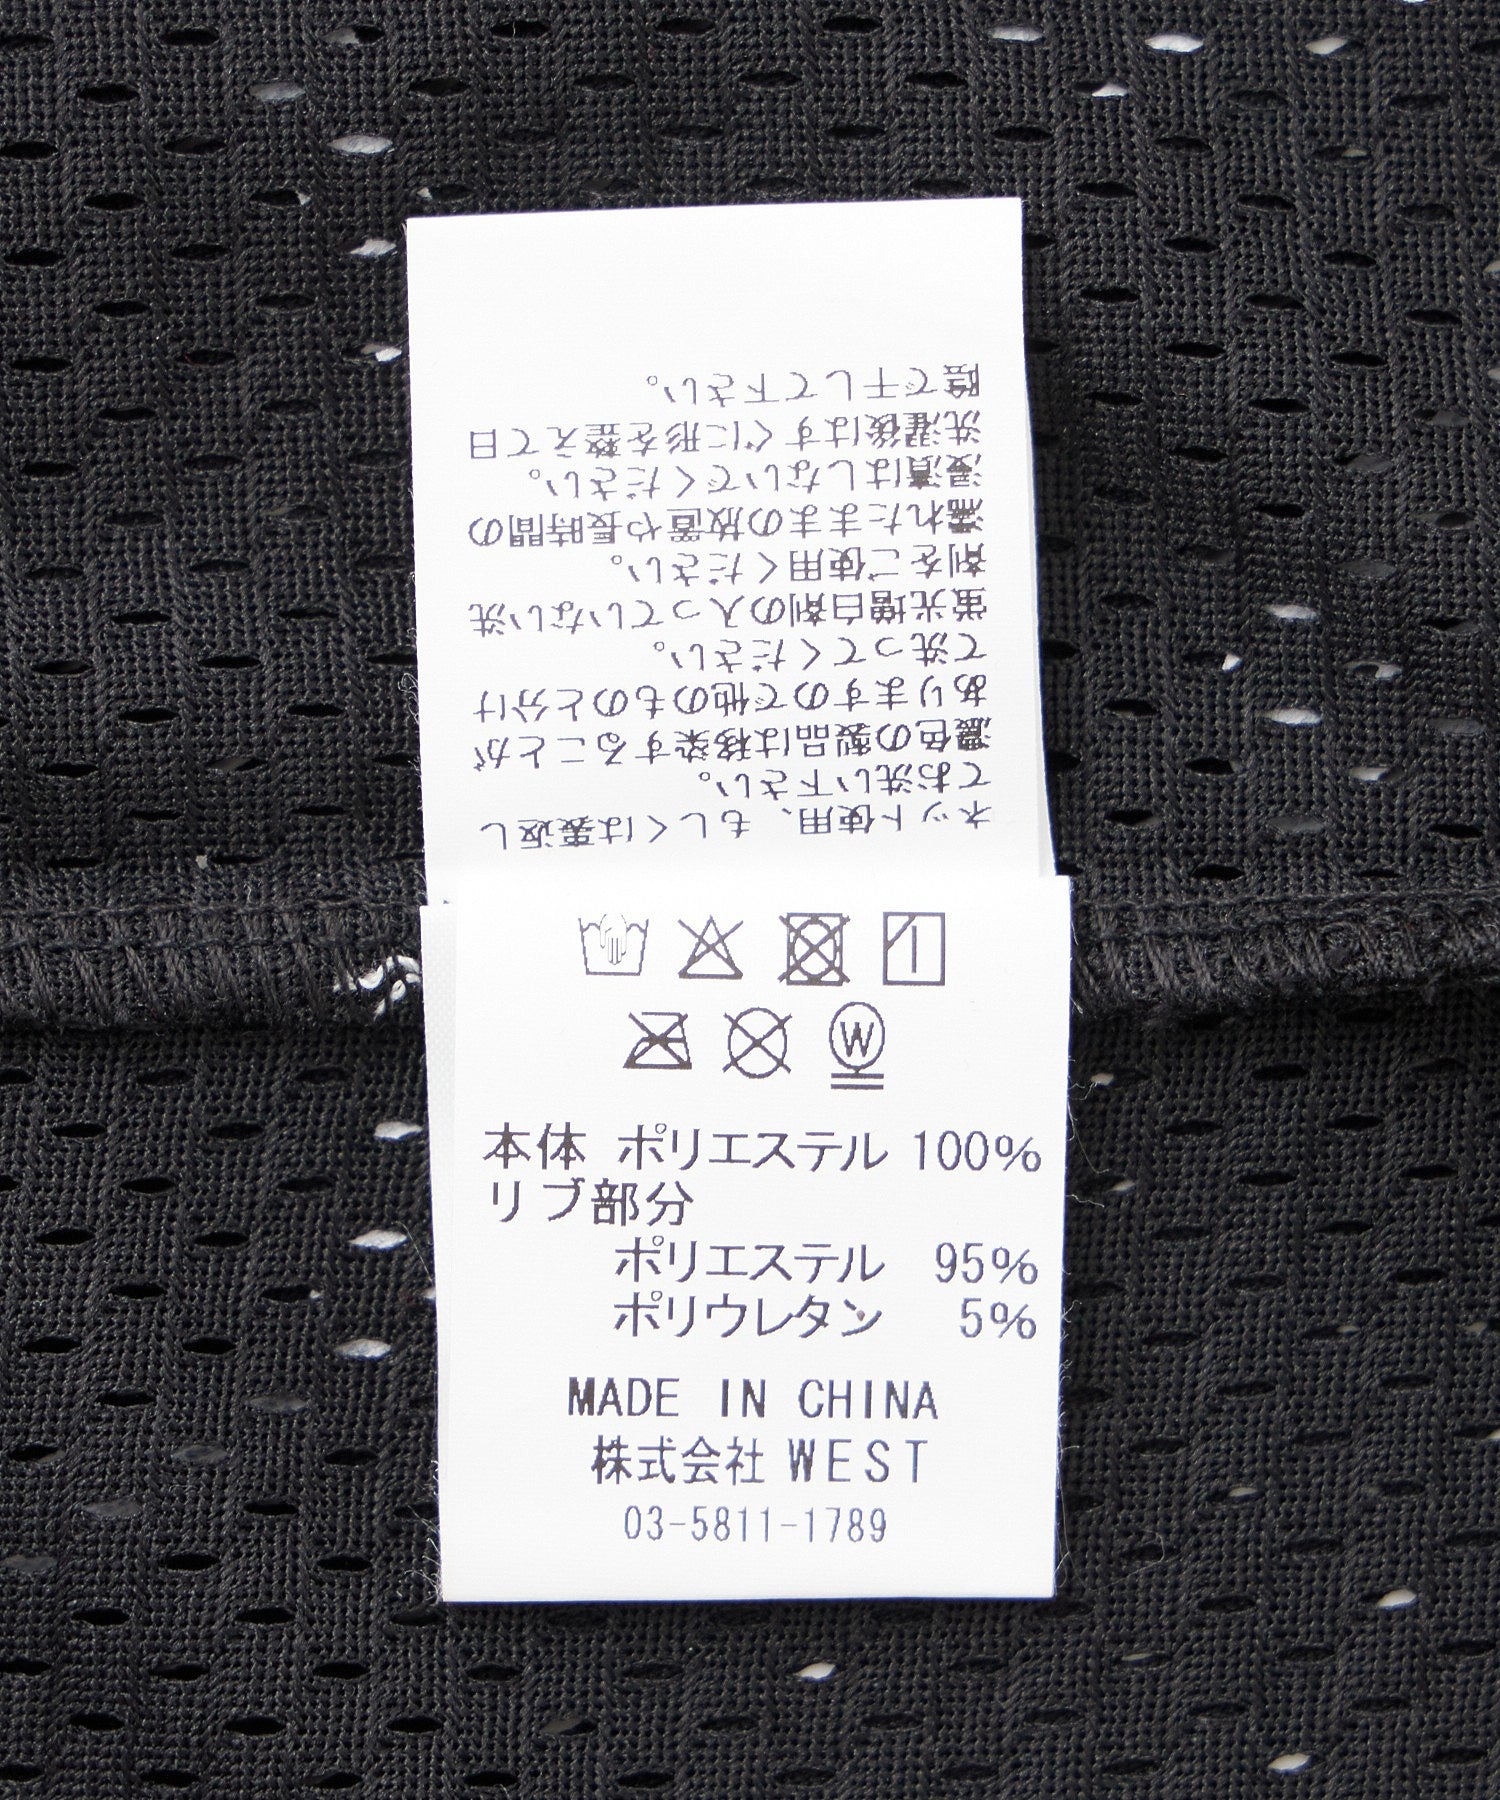 ネット使用、もしくは裏返し
てお洗い下さい。
濃色の製品は移染することが
ありますので他のものと分け
て洗ってください。
蛍光増白剤の入っていない洗
剤をご使用ください。
濡れたままの放置や長時間の
浸漬はしないでください。
洗濯後はすぐに形を整えて日
陰で干して下さい。
W
本体 ポリエステル 100%
リブ部分
ポリエステル 95%
ポリウレタン 5%
MADE IN CHINA
株式会社 WEST
03-5811-1789